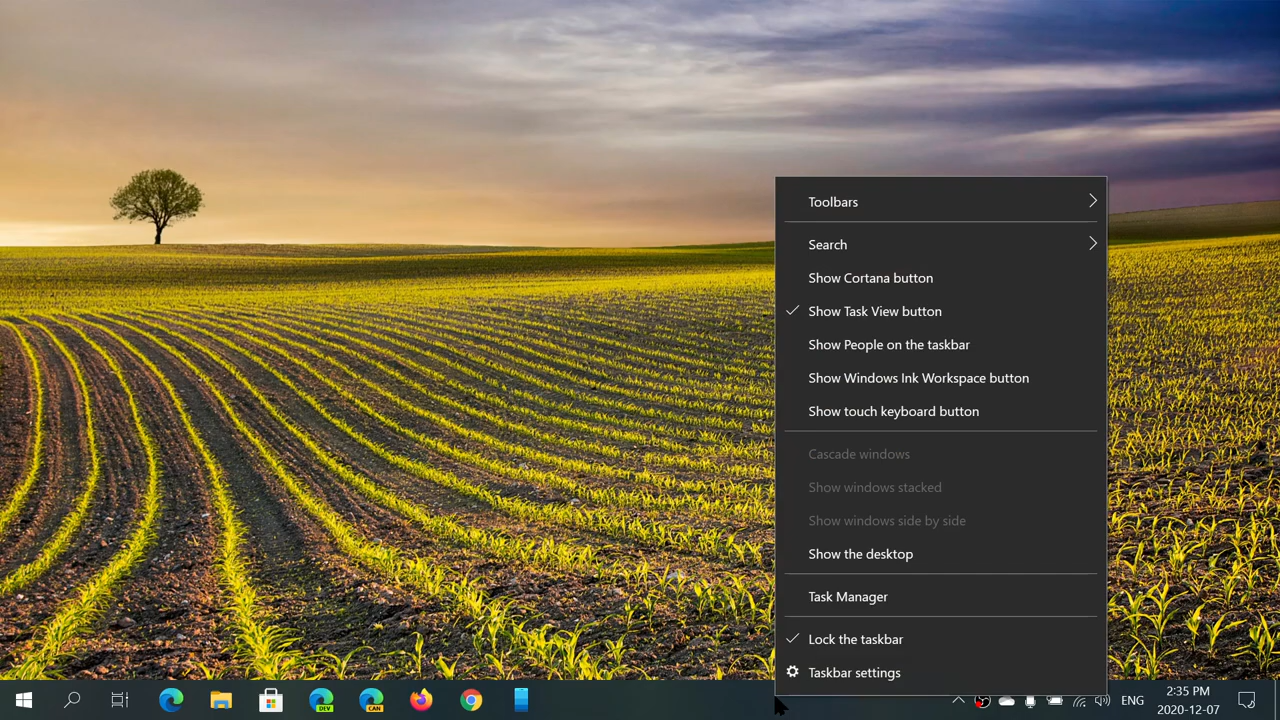 Toolbars
Search
Show Cortana button
Show Task View button
Show People on the taskbar
Show Windows Ink Workspace button
Show touch keyboard button
Cascade windows
Show windows stacked
Show windows side by side
Show the desktop
Task Manager
Lock the taskbar
Taskbar settings
DEV
CAN
ENG
2:35 PM
2020-12-07